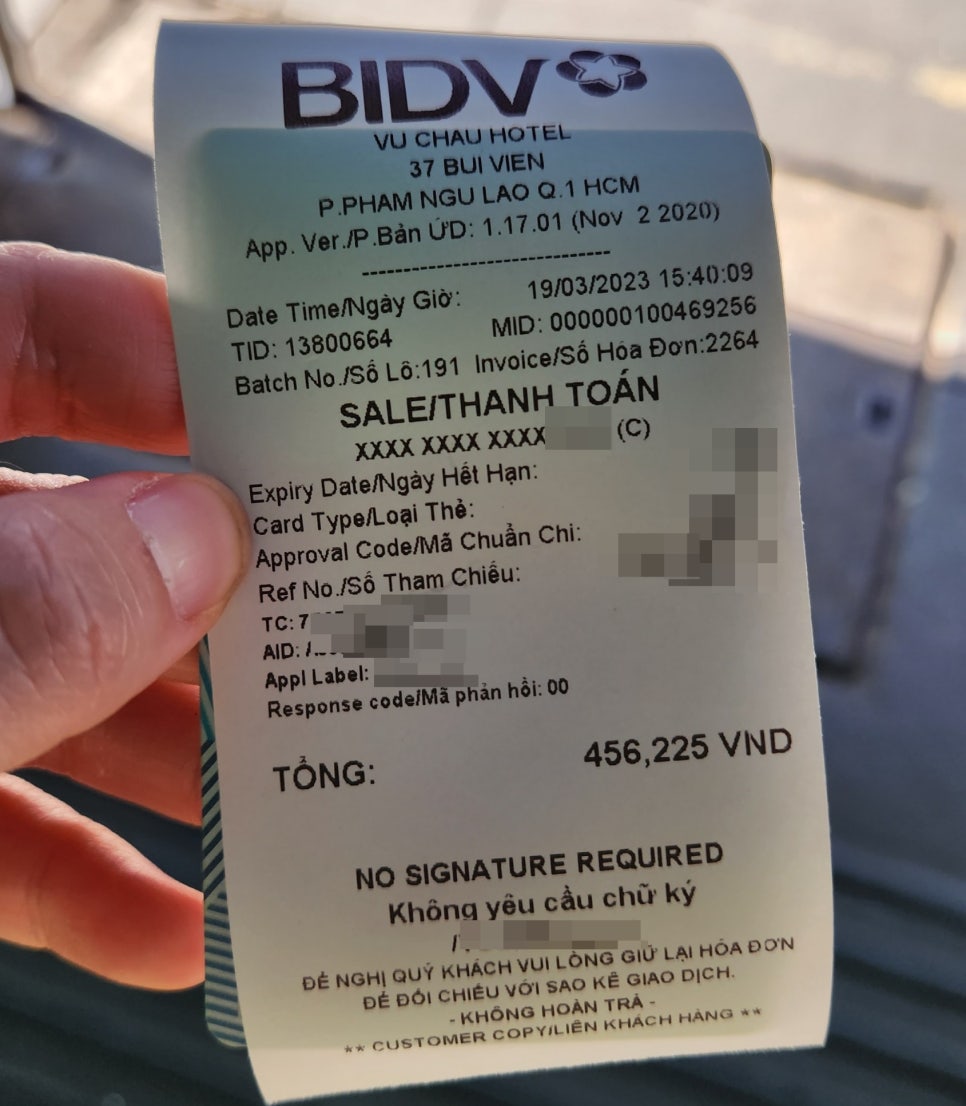 BIDV
VU CHAU HOTEL
37 BUI VIEN
P.PHAM NGU LAO Q.1 HCM
App. Ver./P.Bản ỨD: 1.17.01 (Nov 2 2020)
------------------------------
Date Time/Ngày Giờ: 19/03/2023 15:40:09
TID: 13800664 MID: 000000100469256
Batch No./Số Lô:191 Invoice/Số Hóa Đơn:2264
SALE/THANH TOÁN
XXXX XXXX XXXX (C)
Expiry Date/Ngày Hết Hạn:
Card Type/Loại Thẻ:
Approval Code/Mã Chuẩn Chi:
Ref No./Số Tham Chiếu:
TC: 7
AID:
Appl Label:
Response code/Mã phản hồi: 00
TỔNG: 456,225 VND
NO SIGNATURE REQUIRED
Không yêu cầu chữ ký
ĐỀ NGHỊ QUÝ KHÁCH VUI LÒNG GIỮ LẠI HÓA ĐƠN
ĐỂ ĐỐI CHIẾU VỚI SAO KÊ GIAO DỊCH.
- KHÔNG HOÀN TRẢ -
** CUSTOMER COPY/LIÊN KHÁCH HÀNG **